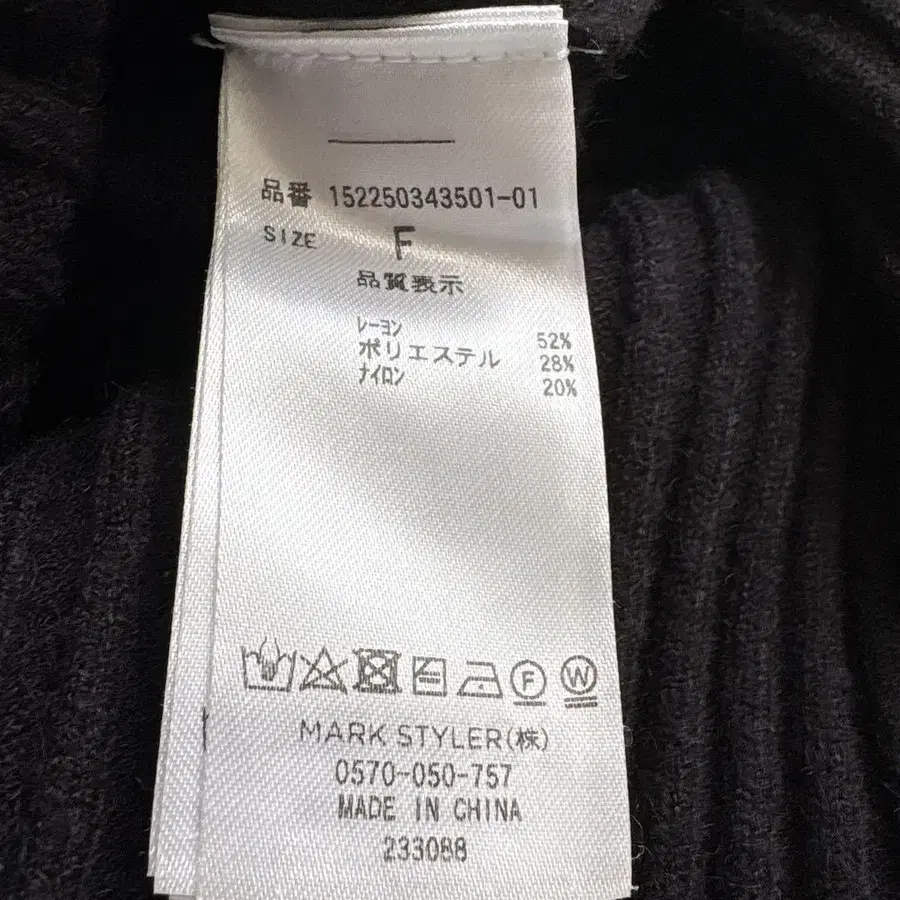 品番 152250343501-01
SIZE F
品質表示
レーヨン 52%
ポリエステル 28%
ナイロン 20%
F W
MARK STYLER(株)
0570-050-757
MADE IN CHINA
233088